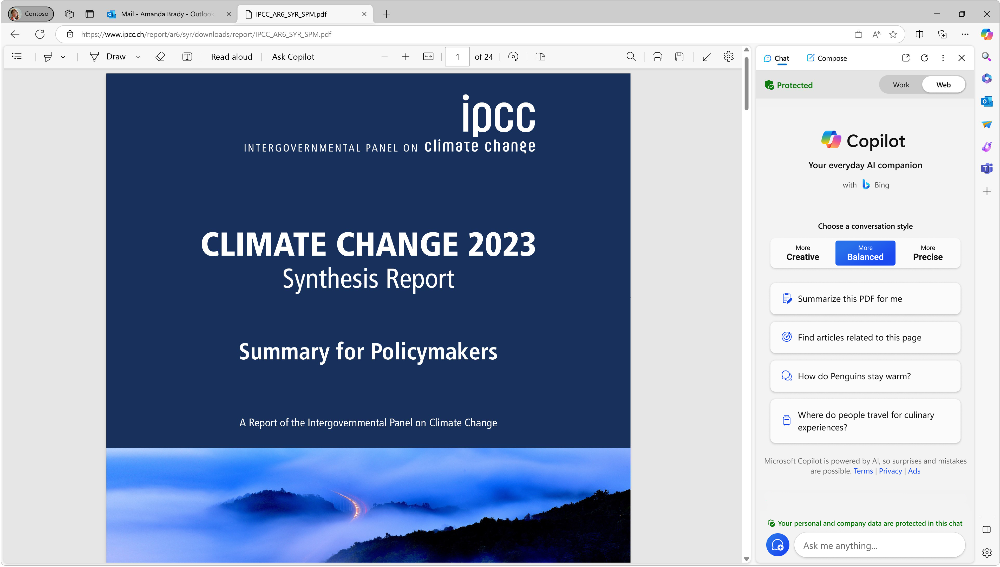 Contoso
Mail - Amanda Brady - Outlook
IPCC_AR6_SYR_SPM.pdf
https://www.ipcc.ch/report/ar6/syr/downloads/report/IPCC_AR6_SYR_SPM.pdf
Draw
Read aloud
Ask Copilot
1 of 24
ipcc
INTERGOVERNMENTAL PANEL ON climate change
CLIMATE CHANGE 2023
Synthesis Report
Summary for Policymakers
A Report of the Intergovernmental Panel on Climate Change
Chat
Compose
Protected
Work
Web
Copilot
Your everyday AI companion
with Bing
Choose a conversation style
More
Creative
More
Balanced
More
Precise
Summarize this PDF for me
Find articles related to this page
How do Penguins stay warm?
Where do people travel for culinary
experiences?
Microsoft Copilot is powered by AI, so surprises and mistakes
are possible. Terms | Privacy | Ads
Your personal and company data are protected in this chat
Ask me anything...